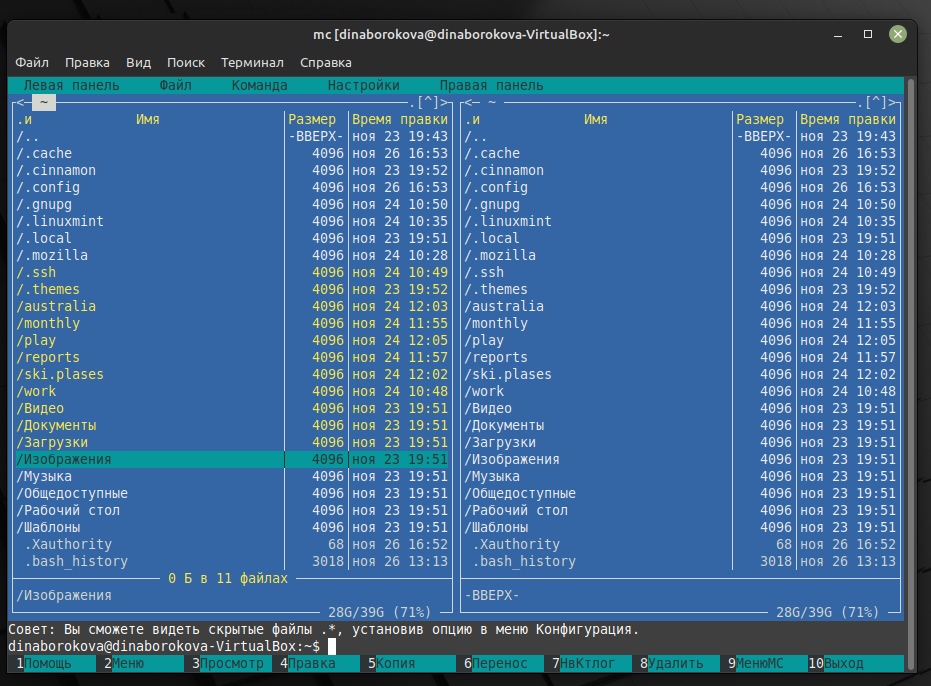 mc [dinaborokova@dinaborokova-VirtualBox]:~
Файл Правка Вид Поиск Терминал Справка
Левая панель Файл Команда Настройки Правая панель
<─ ~ .[^]> <─ ~ .[^]>
.и Имя Размер Время правки .и Имя Размер Время правки
/.. -ВВЕРХ- ноя 23 19:43 /.. -ВВЕРХ- ноя 23 19:43
/.cache 4096 ноя 26 16:53 /.cache 4096 ноя 26 16:53
/.cinnamon 4096 ноя 23 19:52 /.cinnamon 4096 ноя 23 19:52
/.config 4096 ноя 26 16:53 /.config 4096 ноя 26 16:53
/.gnupg 4096 ноя 24 10:50 /.gnupg 4096 ноя 24 10:50
/.linuxmint 4096 ноя 24 10:35 /.linuxmint 4096 ноя 24 10:35
/.local 4096 ноя 23 19:51 /.local 4096 ноя 23 19:51
/.mozilla 4096 ноя 24 10:28 /.mozilla 4096 ноя 24 10:28
/.ssh 4096 ноя 24 10:49 /.ssh 4096 ноя 24 10:49
/.themes 4096 ноя 23 19:52 /.themes 4096 ноя 23 19:52
/australia 4096 ноя 24 12:03 /australia 4096 ноя 24 12:03
/monthly 4096 ноя 24 11:55 /monthly 4096 ноя 24 11:55
/play 4096 ноя 24 12:05 /play 4096 ноя 24 12:05
/reports 4096 ноя 24 11:57 /reports 4096 ноя 24 11:57
/ski.plases 4096 ноя 24 12:02 /ski.plases 4096 ноя 24 12:02
/work 4096 ноя 24 10:48 /work 4096 ноя 24 10:48
/Видео 4096 ноя 23 19:51 /Видео 4096 ноя 23 19:51
/Документы 4096 ноя 23 19:51 /Документы 4096 ноя 23 19:51
/Загрузки 4096 ноя 23 19:51 /Загрузки 4096 ноя 23 19:51
/Изображения 4096 ноя 23 19:51 /Изображения 4096 ноя 23 19:51
/Музыка 4096 ноя 23 19:51 /Музыка 4096 ноя 23 19:51
/Общедоступные 4096 ноя 23 19:51 /Общедоступные 4096 ноя 23 19:51
/Рабочий стол 4096 ноя 23 19:51 /Рабочий стол 4096 ноя 23 19:51
/Шаблоны 4096 ноя 23 19:51 /Шаблоны 4096 ноя 23 19:51
.Xauthority 68 ноя 26 16:52 .Xauthority 68 ноя 26 16:52
.bash_history 3018 ноя 26 13:13 .bash_history 3018 ноя 26 13:13
0 Б в 11 файлах
/Изображения -ВВЕРХ-
28G/39G (71%) 28G/39G (71%)
Совет: Вы сможете видеть скрытые файлы .*, установив опцию в меню Конфигурация.
dinaborokova@dinaborokova-VirtualBox:~$
1Помощь 2Меню 3Просмотр 4Правка 5Копия 6Перенос 7НвКтлог 8Удалить 9МенюMC 10Выход